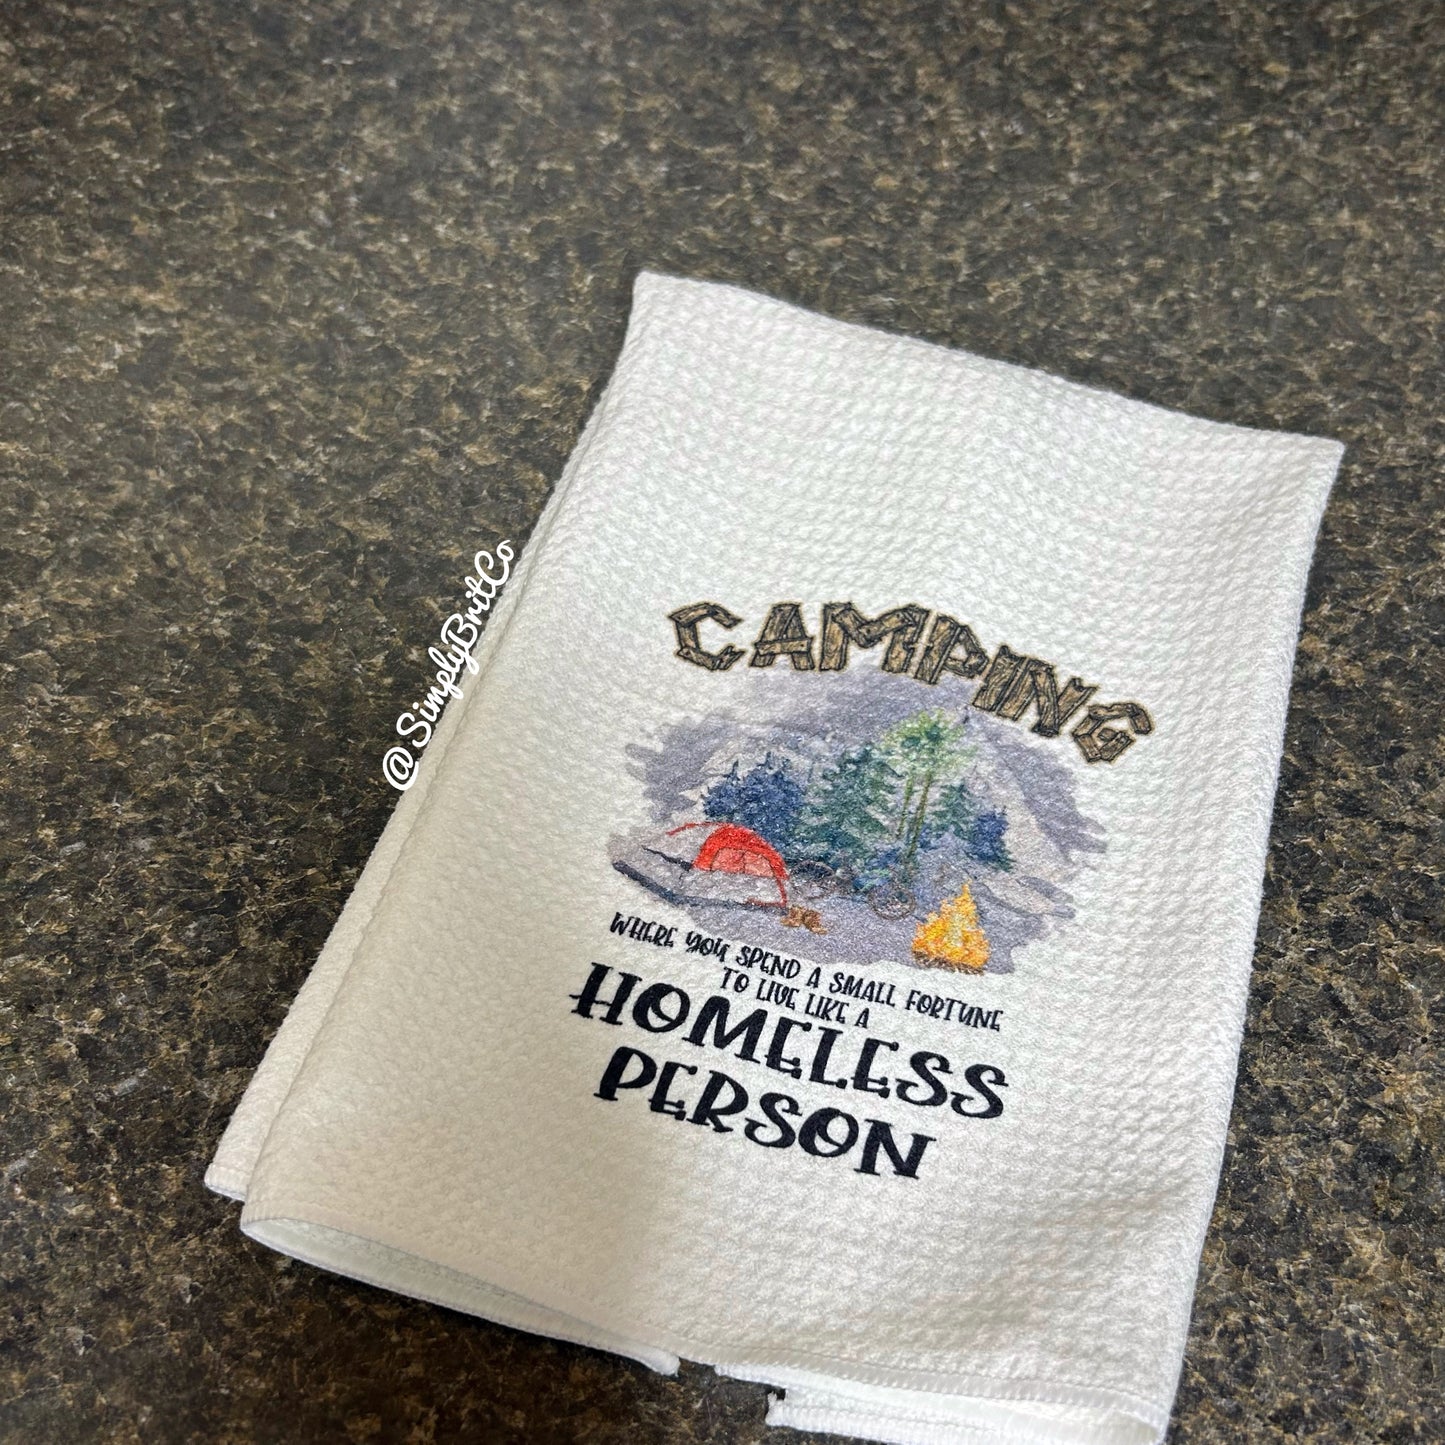 @SimplyBritCo
CAMPING
WHERE YOU SPEND A SMALL FORTUNE
TO LIVE LIKE A
HOMELESS
PERSON